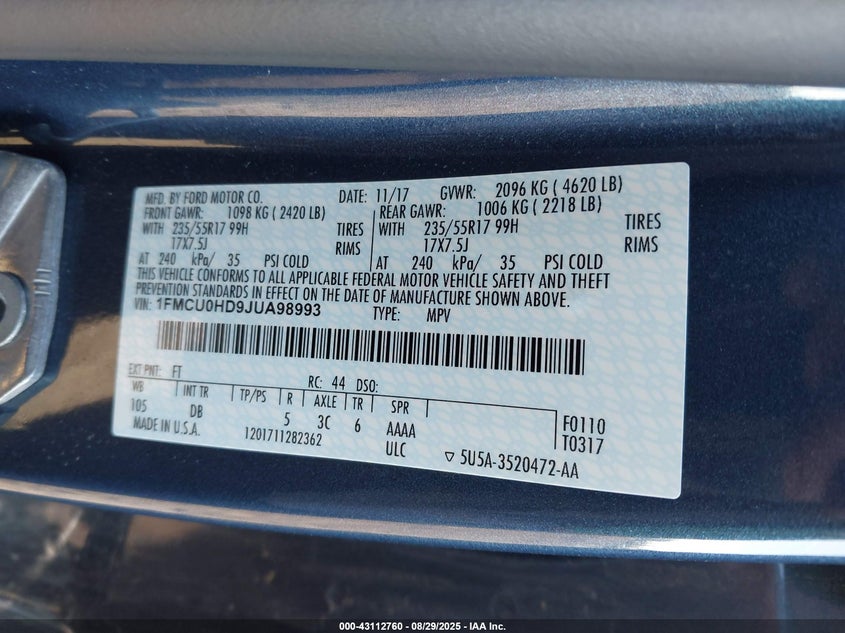 MFD. BY FORD MOTOR CO. DATE: 11/17 GVWR: 2096 KG ( 4620 LB)
FRONT GAWR: 1098 KG ( 2420 LB) REAR GAWR: 1006 KG ( 2218 LB)
WITH 235/55R17 99H TIRES WITH 235/55R17 99H TIRES
17X7.5J RIMS 17X7.5J RIMS
AT 240 kPa/ 35 PSI COLD AT 240 kPa/ 35 PSI COLD
THIS VEHICLE CONFORMS TO ALL APPLICABLE FEDERAL MOTOR VEHICLE SAFETY AND THEFT
PREVENTION STANDARDS IN EFFECT ON THE DATE OF MANUFACTURE SHOWN ABOVE.
VIN: 1FMCU0HD9JUA98993 TYPE: MPV
EXT PNT: FT RC: 44 DSO:
WB INT TR TP/PS R AXLE TR SPR
105 DB 5 3C 6 AAAA F0110
MADE IN U.S.A. 1201711282362 ULC T0317
▽ 5U5A-3520472-AA
000-43112760 - 08/29/2025 - IAA Inc.